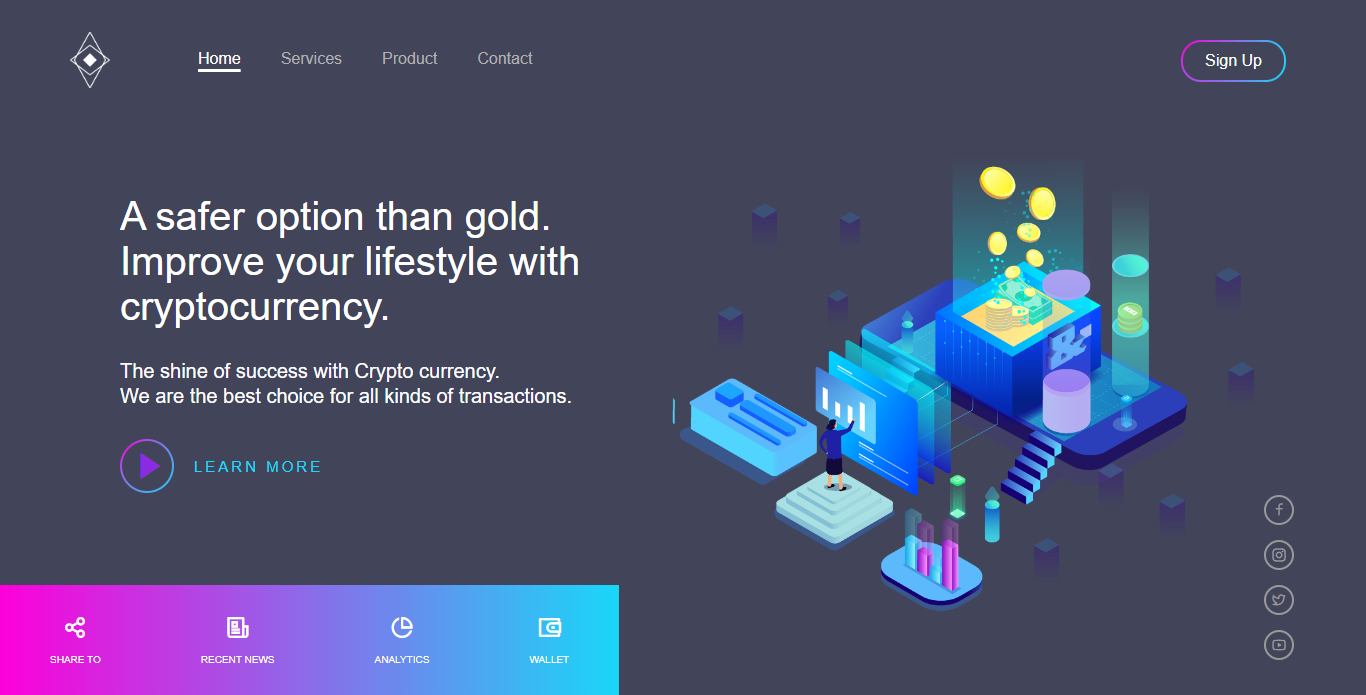 Home Services Product Contact Sign Up
A safer option than gold.
Improve your lifestyle with
cryptocurrency.
The shine of success with Crypto currency.
We are the best choice for all kinds of transactions.
LEARN MORE
SHARE TO RECENT NEWS ANALYTICS WALLET